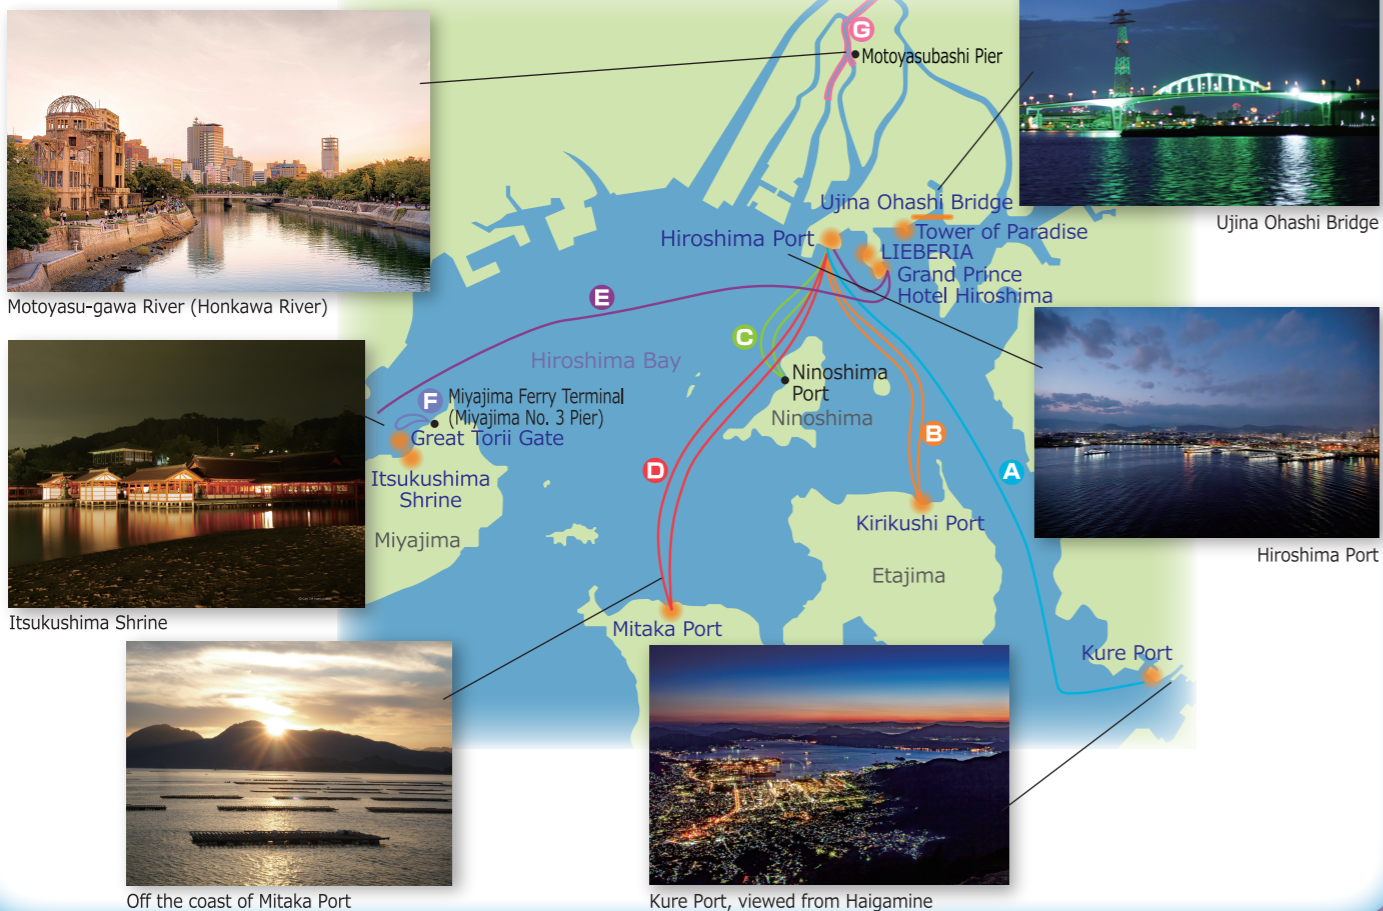 G
Motoyasubashi Pier
Ujina Ohashi Bridge
Motoyasu-gawa River (Honkawa River)
Ujina Ohashi Bridge
Tower of Paradise
Hiroshima Port
LIEBERIA
Grand Prince
Hotel Hiroshima
E
C
Hiroshima Bay
Ninoshima
Port
Ninoshima
F
Miyajima Ferry Terminal
(Miyajima No. 3 Pier)
Great Torii Gate
B
D
A
Itsukushima
Shrine
Miyajima
Kirikushi Port
Hiroshima Port
Etajima
Itsukushima Shrine
Mitaka Port
Kure Port
Off the coast of Mitaka Port
Kure Port, viewed from Haigamine